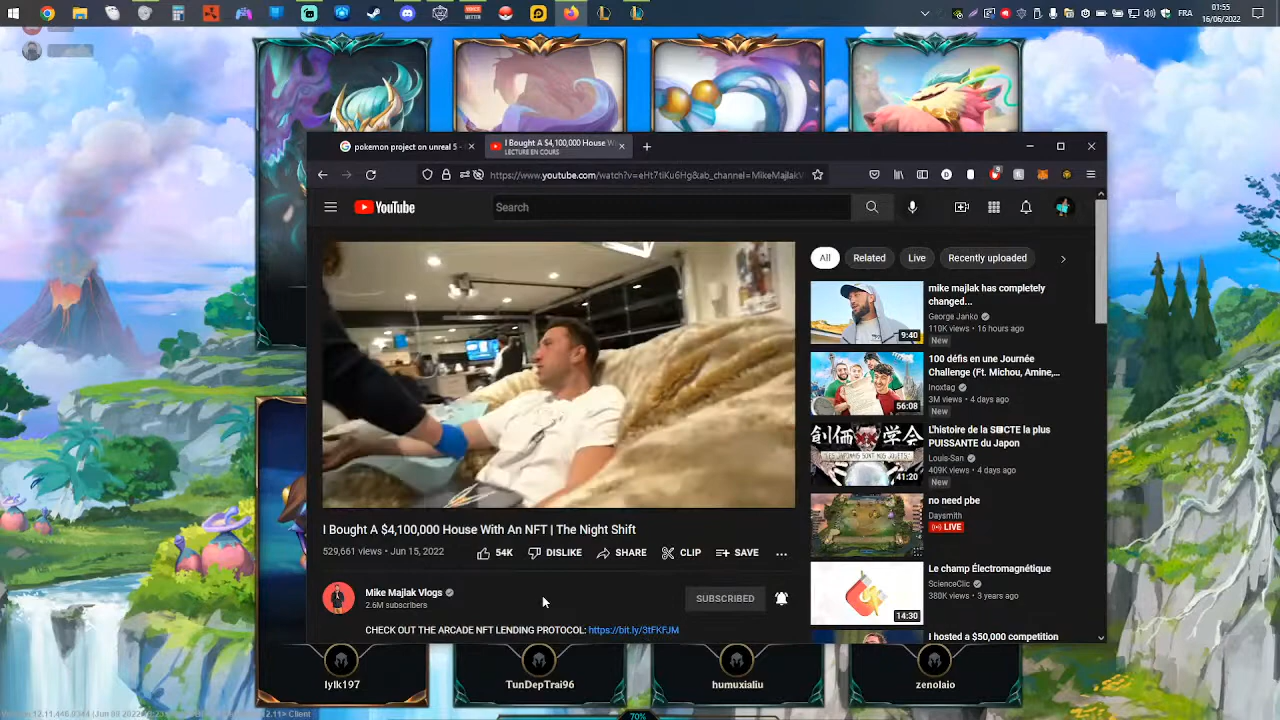 01:55
FRA
16/06/2022
pokemon project on unreal 5 -
I Bought A $4,100,000 House W
LECTURE EN COURS
https://www.youtube.com/watch?v=eHt7tiKu6Hg&ab_channel=MikeMajlakV
YouTube
Search
All
Related
Live
Recently uploaded
mike majlak has completely
changed...
George Janko
110K views • 16 hours ago
New
9:40
100 défis en une Journée
Challenge (Ft. Michou, Amine,...
Inoxtag
3M views • 4 days ago
New
56:08
L'histoire de la S@CTE la plus
PUISSANTE du Japon
Louis-San
409K views • 4 days ago
New
創価 学会
41:20
no need pbe
Daysmith
LIVE
Le champ Électromagnétique
ScienceClic
380K views • 3 years ago
14:30
I hosted a $50,000 competition
I Bought A $4,100,000 House With An NFT | The Night Shift
529,661 views • Jun 15, 2022
54K
DISLIKE
SHARE
CLIP
SAVE
Mike Majlak Vlogs
2.6M subscribers
SUBSCRIBED
CHECK OUT THE ARCADE NFT LENDING PROTOCOL: https://bit.ly/3tFKFJM
lylk197
TunDepTrai96
humuxialiu
zenolaio
70%
Client